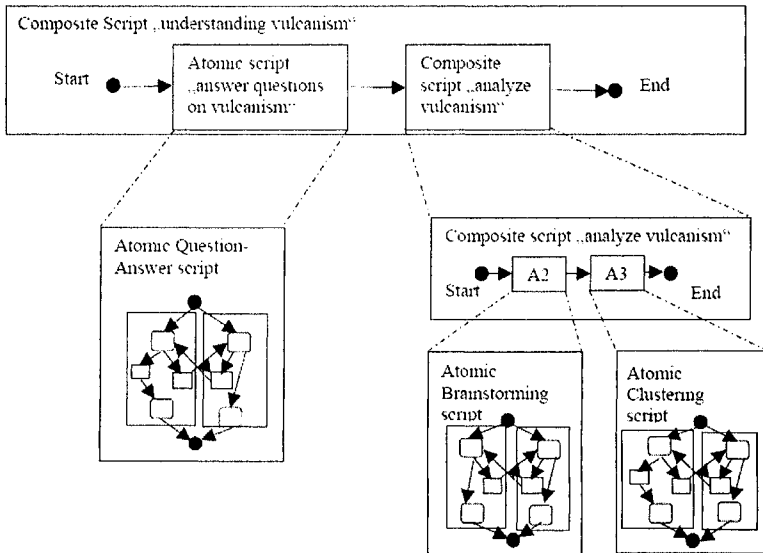 Composite Script „understanding vulcanism“
Start
Atomic script
„answer questions
on vulcanism“
Composite
script „analyze
vulcanism“
End
Atomic Question-
Answer script
Composite script „analyze vulcanism“
Start
A2
A3
End
Atomic
Brainstorming
script
Atomic
Clustering
script